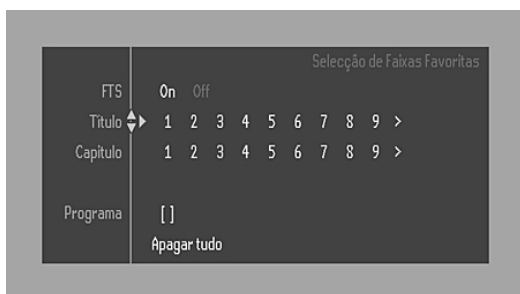 Selecção de Faixas Favoritas
FTS On Off
Titulo 1 2 3 4 5 6 7 8 9 >
Capitulo 1 2 3 4 5 6 7 8 9 >
Programa [ ]
Apagar tudo